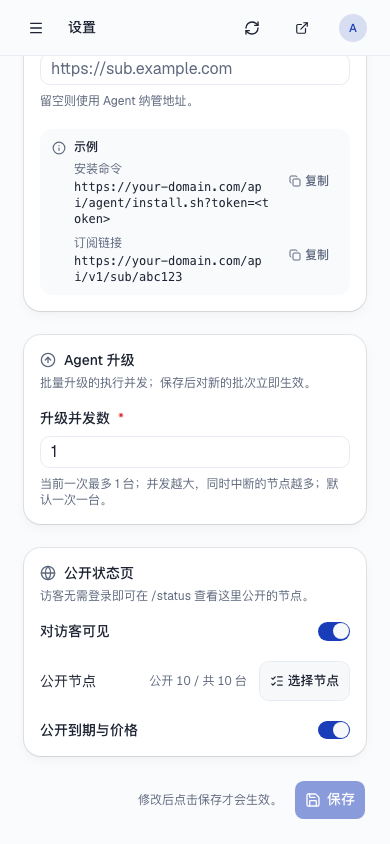 设置
A
https://sub.example.com
留空则使用 Agent 纳管地址。
示例
安装命令
https://your-domain.com/ap
i/agent/install.sh?token=<t
oken>
复制
订阅链接
https://your-domain.com/ap
i/v1/sub/abc123
复制
Agent 升级
批量升级的执行并发；保存后对新的批次立即生效。
升级并发数 *
1
当前一次最多 1 台；并发越大，同时中断的节点越多；默
认一次一台。
公开状态页
访客无需登录即可在 /status 查看这里公开的节点。
对访客可见
公开节点 公开 10 / 共 10 台 选择节点
公开到期与价格
修改后点击保存才会生效。 保存